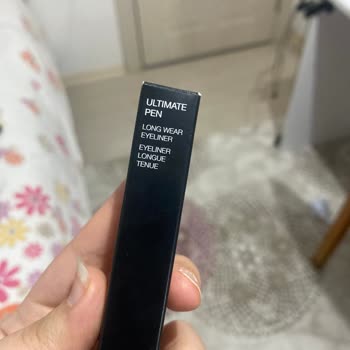 ULTIMATE
PEN
LONG WEAR
EYELINER
EYELINER
LONGUE
TENUE